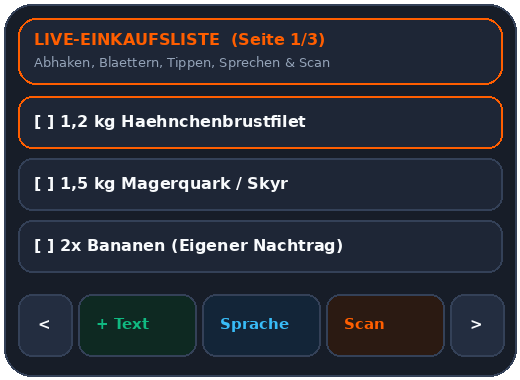 LIVE-EINKAUFSLISTE (Seite 1/3)
Abhaken, Blaettern, Tippen, Sprechen & Scan
[ ] 1,2 kg Haehnchenbrustfilet
[ ] 1,5 kg Magerquark / Skyr
[ ] 2x Bananen (Eigener Nachtrag)
< + Text Sprache Scan >